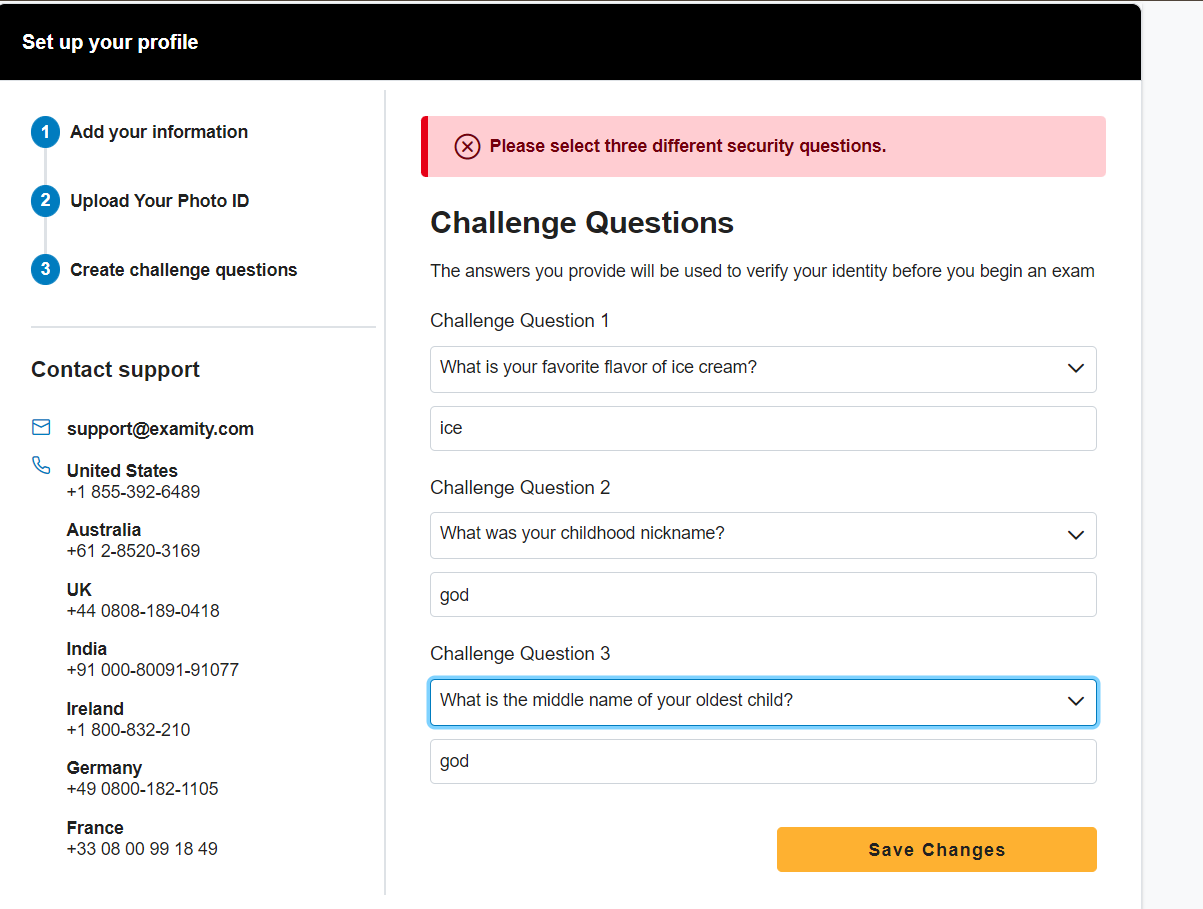 Set up your profile
1 Add your information
2 Upload Your Photo ID
3 Create challenge questions
Contact support
support@examity.com
United States
+1 855-392-6489
Australia
+61 2-8520-3169
UK
+44 0808-189-0418
India
+91 000-80091-91077
Ireland
+1 800-832-210
Germany
+49 0800-182-1105
France
+33 08 00 99 18 49
Please select three different security questions.
Challenge Questions
The answers you provide will be used to verify your identity before you begin an exam
Challenge Question 1
What is your favorite flavor of ice cream?
ice
Challenge Question 2
What was your childhood nickname?
god
Challenge Question 3
What is the middle name of your oldest child?
god
Save Changes